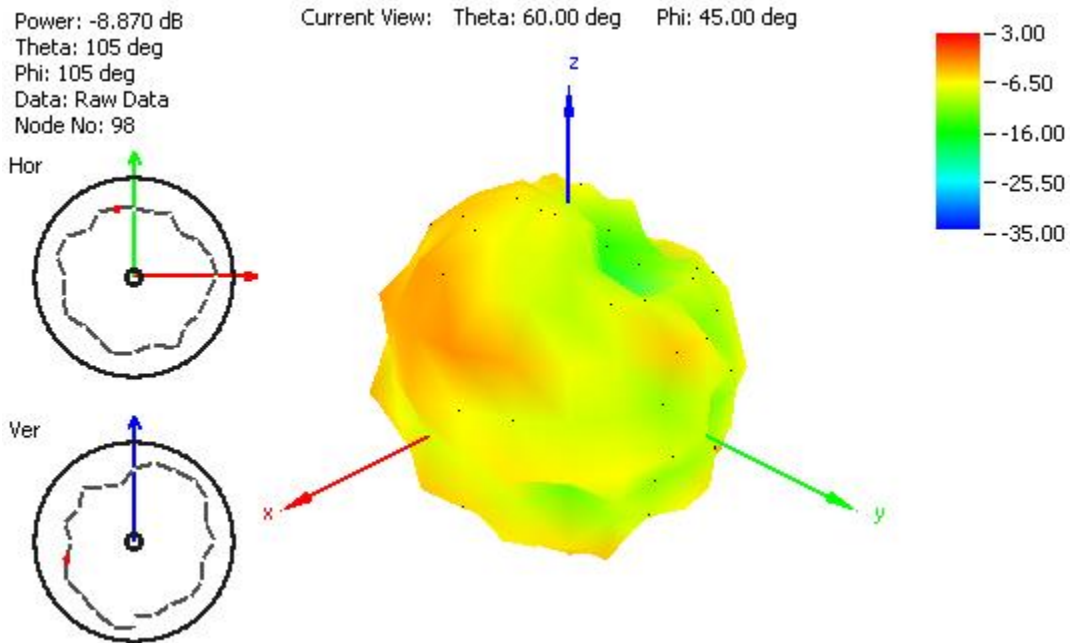 Power: -8.870 dB
Theta: 105 deg
Phi: 105 deg
Data: Raw Data
Node No: 98
Current View: Theta: 60.00 deg Phi: 45.00 deg
3.00
-6.50
-16.00
-25.50
-35.00
Hor
Ver
z
x
y